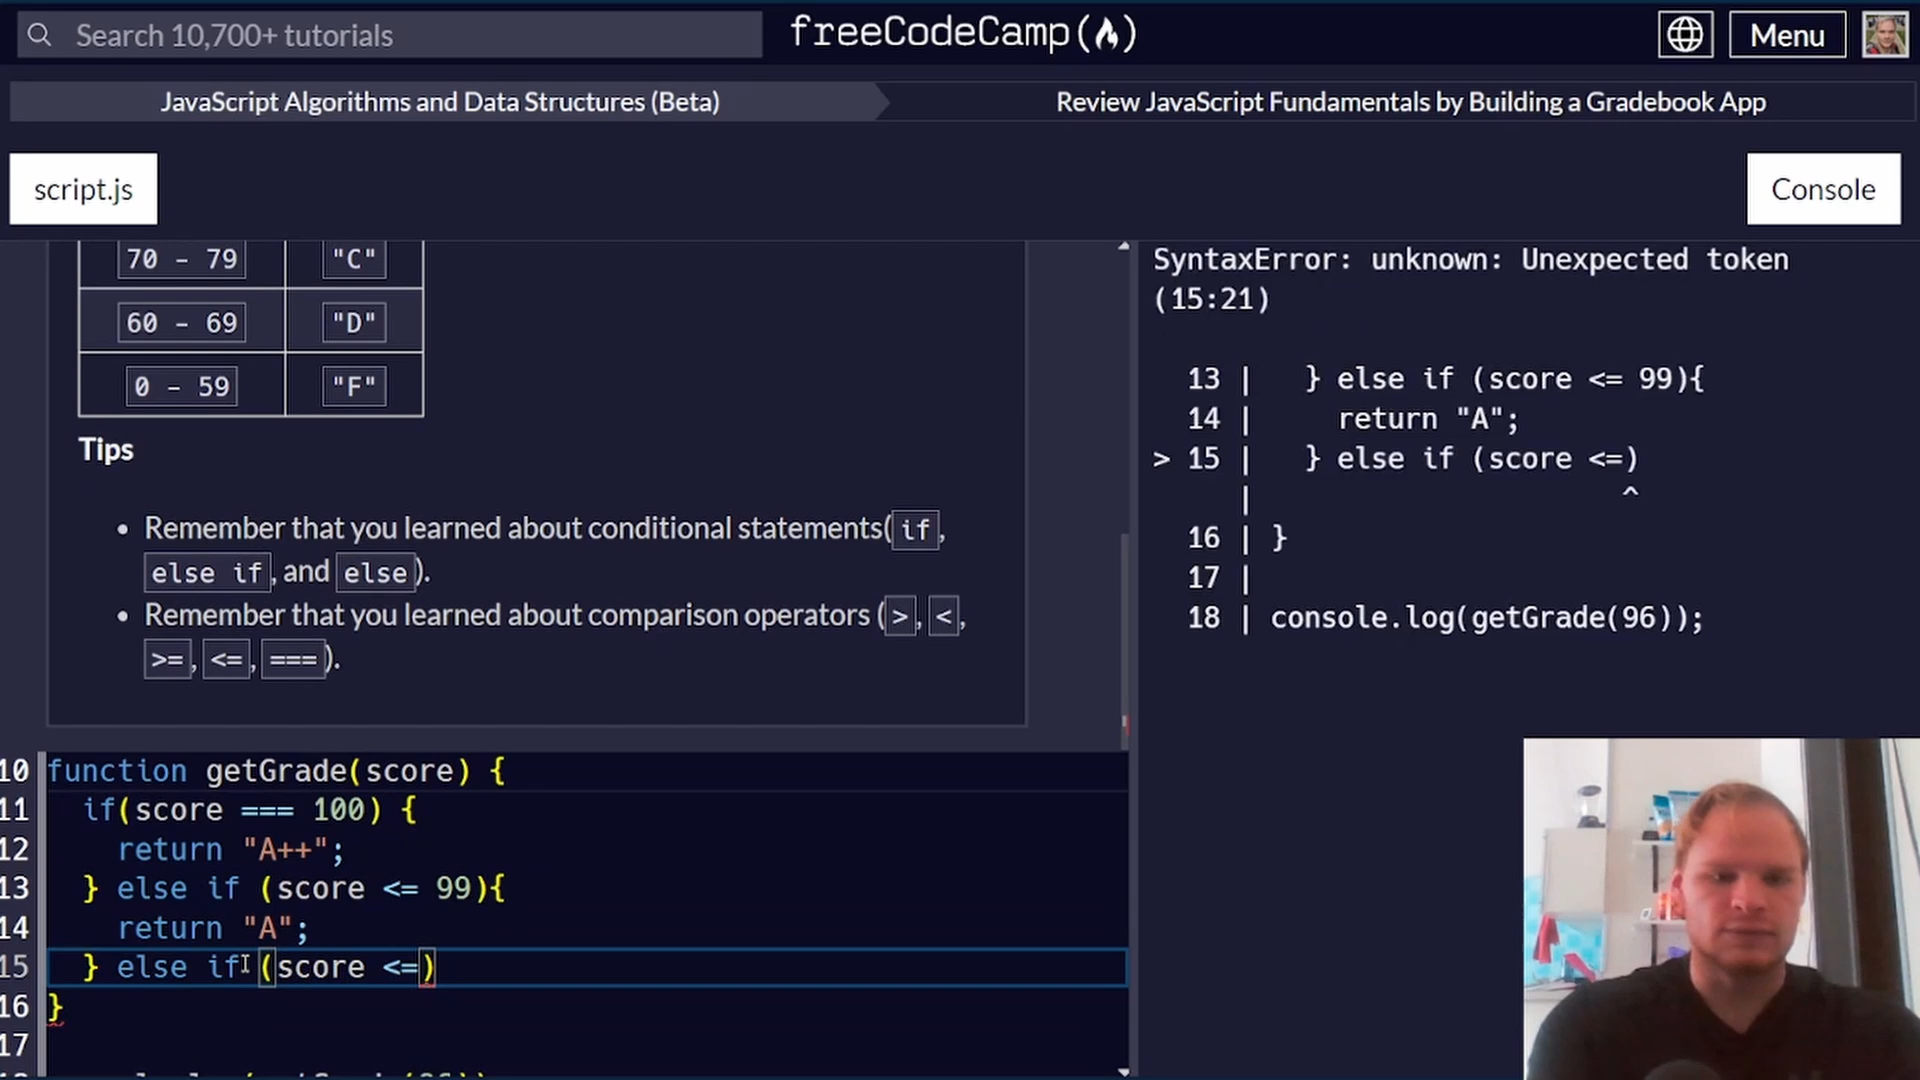 Search 10,700+ tutorials
freeCodeCamp
Menu
JavaScript Algorithms and Data Structures (Beta)
Review JavaScript Fundamentals by Building a Gradebook App
script.js
Console
70 - 79 "C"
60 - 69 "D"
0 - 59 "F"
Tips
• Remember that you learned about conditional statements( if ,
else if , and else ).
• Remember that you learned about comparison operators ( > , < ,
>= , <= , === ).
10 function getGrade(score) {
11 if(score === 100) {
12 return "A++";
13 } else if (score <= 99){
14 return "A";
15 } else if (score <=)
16 }
17
SyntaxError: unknown: Unexpected token
(15:21)
13 | } else if (score <= 99){
14 | return "A";
> 15 | } else if (score <=)
| ^
16 | }
17 |
18 | console.log(getGrade(96));